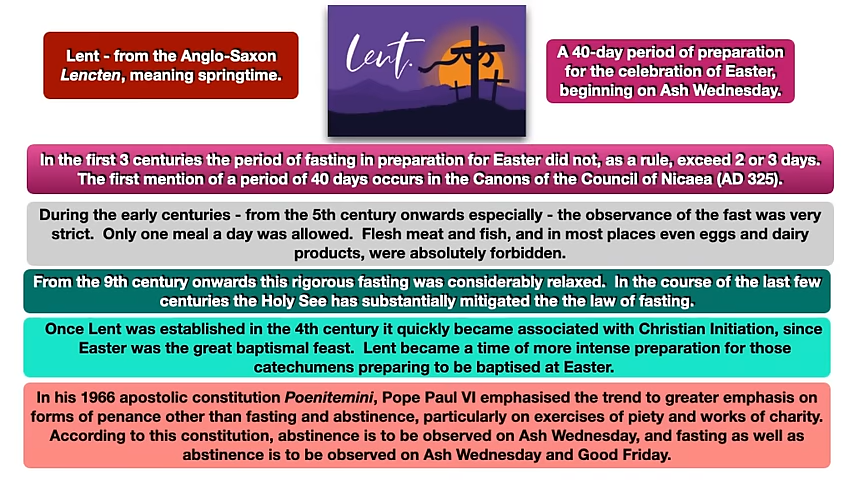 Lent - from the Anglo-Saxon
Lencten, meaning springtime.
Lent.
A 40-day period of preparation
for the celebration of Easter,
beginning on Ash Wednesday.
In the first 3 centuries the period of fasting in preparation for Easter did not, as a rule, exceed 2 or 3 days.
The first mention of a period of 40 days occurs in the Canons of the Council of Nicaea (AD 325).
During the early centuries - from the 5th century onwards especially - the observance of the fast was very
strict. Only one meal a day was allowed. Flesh meat and fish, and in most places even eggs and dairy
products, were absolutely forbidden.
From the 9th century onwards this rigorous fasting was considerably relaxed. In the course of the last few
centuries the Holy See has substantially mitigated the the law of fasting.
Once Lent was established in the 4th century it quickly became associated with Christian Initiation, since
Easter was the great baptismal feast. Lent became a time of more intense preparation for those
catechumens preparing to be baptised at Easter.
In his 1966 apostolic constitution Poenitemini, Pope Paul VI emphasised the trend to greater emphasis on
forms of penance other than fasting and abstinence, particularly on exercises of piety and works of charity.
According to this constitution, abstinence is to be observed on Ash Wednesday, and fasting as well as
abstinence is to be observed on Ash Wednesday and Good Friday.